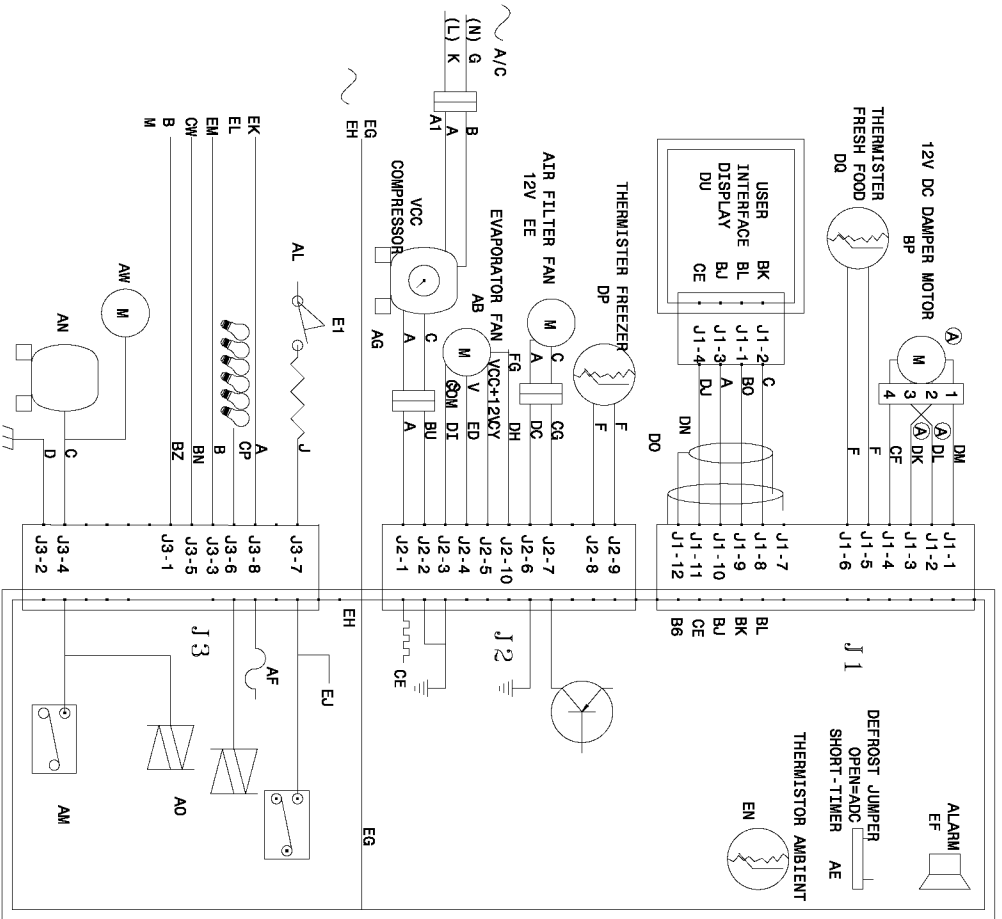 A/C
(N) G
(L) K
A1
A
B
VCC
COMPRESSOR
AG
A
C
A
BU
EG
EH
EK
EL
EM
CW
B
M
A
CP
B
BN
BZ
AL
E1
J
AW
M
AN
C
D
12V DC DAMPER MOTOR
BP
A
M
1
2
3
4
A
A
DM
DL
DK
CF
THERMISTER
FRESH FOOD
DQ
F
F
USER
INTERFACE
DISPLAY
DU
BK
BL
BJ
CE
J1-2
J1-1
J1-3
J1-4
C
BO
A
DJ
DN
DO
THERMISTER FREEZER
DP
F
F
AIR FILTER FAN
12V EE
M
C
A
CG
DC
EVAPORATOR FAN
AB
M
FG
VCC+12V
V
COM
DH
CY
ED
DI
J1-1
J1-2
J1-3
J1-4
J1-5
J1-6
J1-7
J1-8
J1-9
J1-10
J1-11
J1-12
J2-9
J2-8
J2-7
J2-6
J2-10
J2-5
J2-4
J2-3
J2-2
J2-1
J3-7
J3-8
J3-6
J3-3
J3-5
J3-1
J3-4
J3-2
BL
BK
BJ
CE
B6
J1
J2
J3
CE
EH
EJ
AF
AO
AM
EG
ALARM
EF
DEFROST JUMPER
OPEN=ADC
SHORT-TIMER AE
THERMISTOR AMBIENT
EN